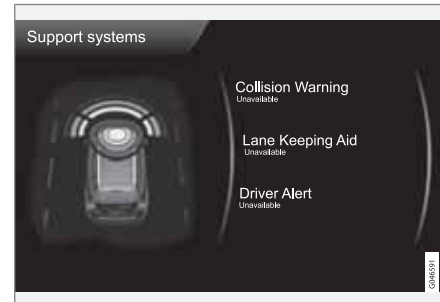 Support systems
Collision Warning
Unavailable
Lane Keeping Aid
Unavailable
Driver Alert
Unavailable
G046591